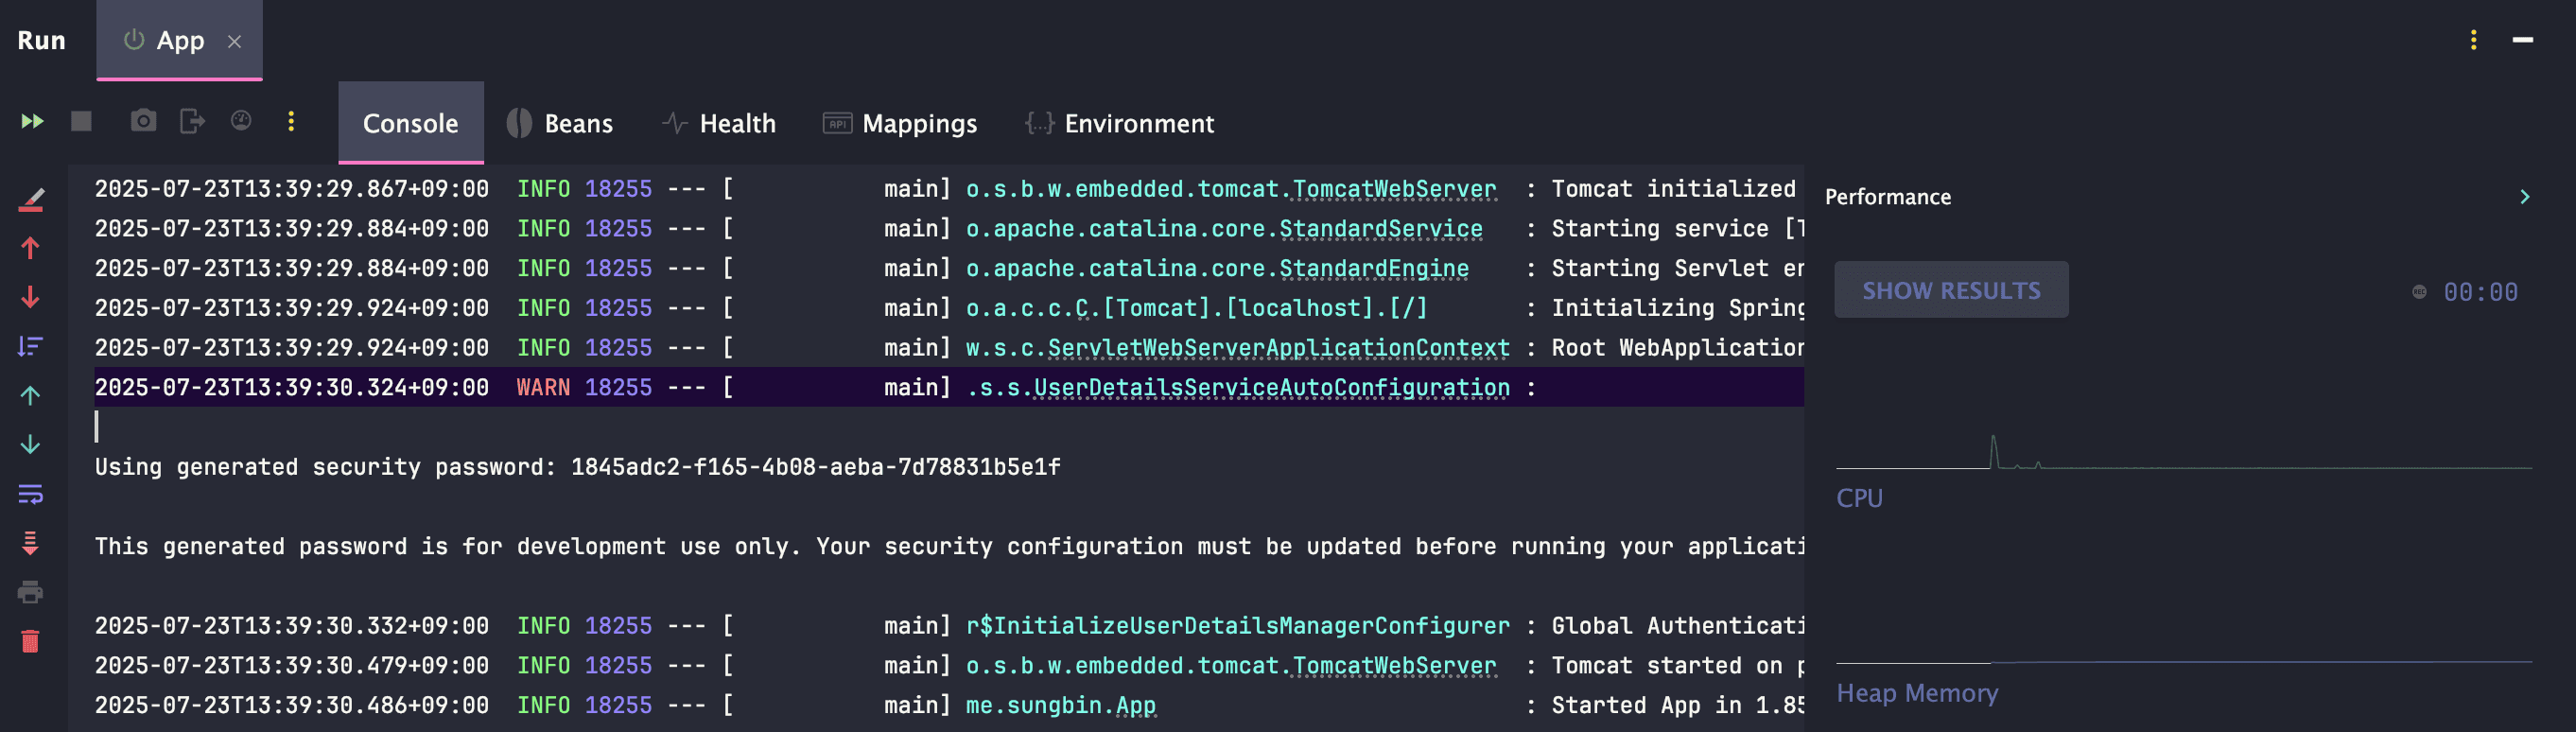 Run App
Console Beans Health Mappings Environment
2025-07-23T13:39:29.867+09:00  INFO 18255 --- [           main] o.s.b.w.embedded.tomcat.TomcatWebServer  : Tomcat initialized
2025-07-23T13:39:29.884+09:00  INFO 18255 --- [           main] o.apache.catalina.core.StandardService   : Starting service [T
2025-07-23T13:39:29.884+09:00  INFO 18255 --- [           main] o.apache.catalina.core.StandardEngine    : Starting Servlet en
2025-07-23T13:39:29.924+09:00  INFO 18255 --- [           main] o.a.c.c.C.[Tomcat].[localhost].[/]       : Initializing Spring
2025-07-23T13:39:29.924+09:00  INFO 18255 --- [           main] w.s.c.ServletWebServerApplicationContext : Root WebApplication
2025-07-23T13:39:30.324+09:00  WARN 18255 --- [           main] .s.s.UserDetailsServiceAutoConfiguration :
Using generated security password: 1845adc2-f165-4b08-aeba-7d78831b5e1f
This generated password is for development use only. Your security configuration must be updated before running your applicati
2025-07-23T13:39:30.332+09:00  INFO 18255 --- [           main] r$InitializeUserDetailsManagerConfigurer : Global Authenticati
2025-07-23T13:39:30.479+09:00  INFO 18255 --- [           main] o.s.b.w.embedded.tomcat.TomcatWebServer  : Tomcat started on p
2025-07-23T13:39:30.486+09:00  INFO 18255 --- [           main] me.sungbin.App                           : Started App in 1.85
Performance
SHOW RESULTS
00:00
CPU
Heap Memory